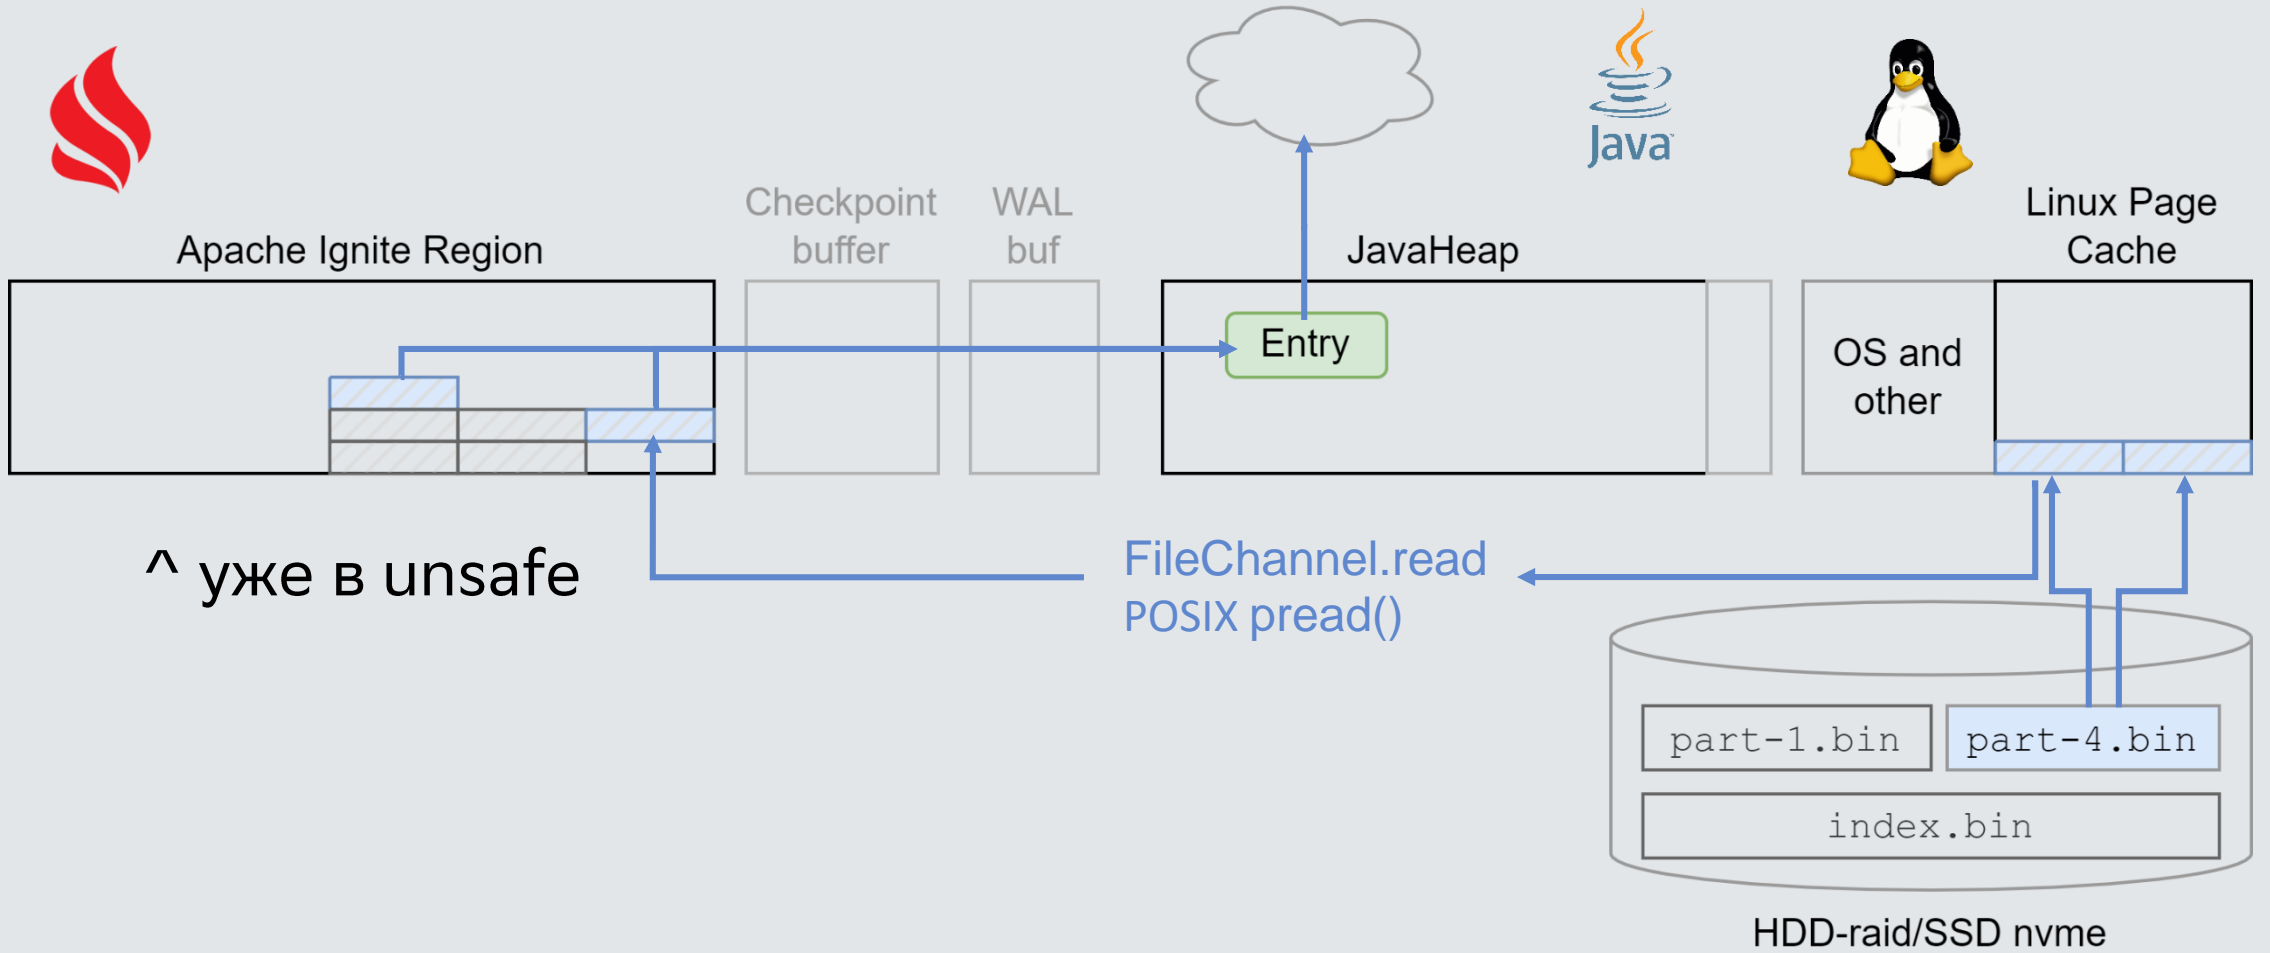 Java
Checkpoint
buffer
WAL
buf
Linux Page
Cache
Apache Ignite Region
JavaHeap
Entry
OS and
other
^ уже в unsafe
FileChannel.read
POSIX pread()
part-1.bin
part-4.bin
index.bin
HDD-raid/SSD nvme